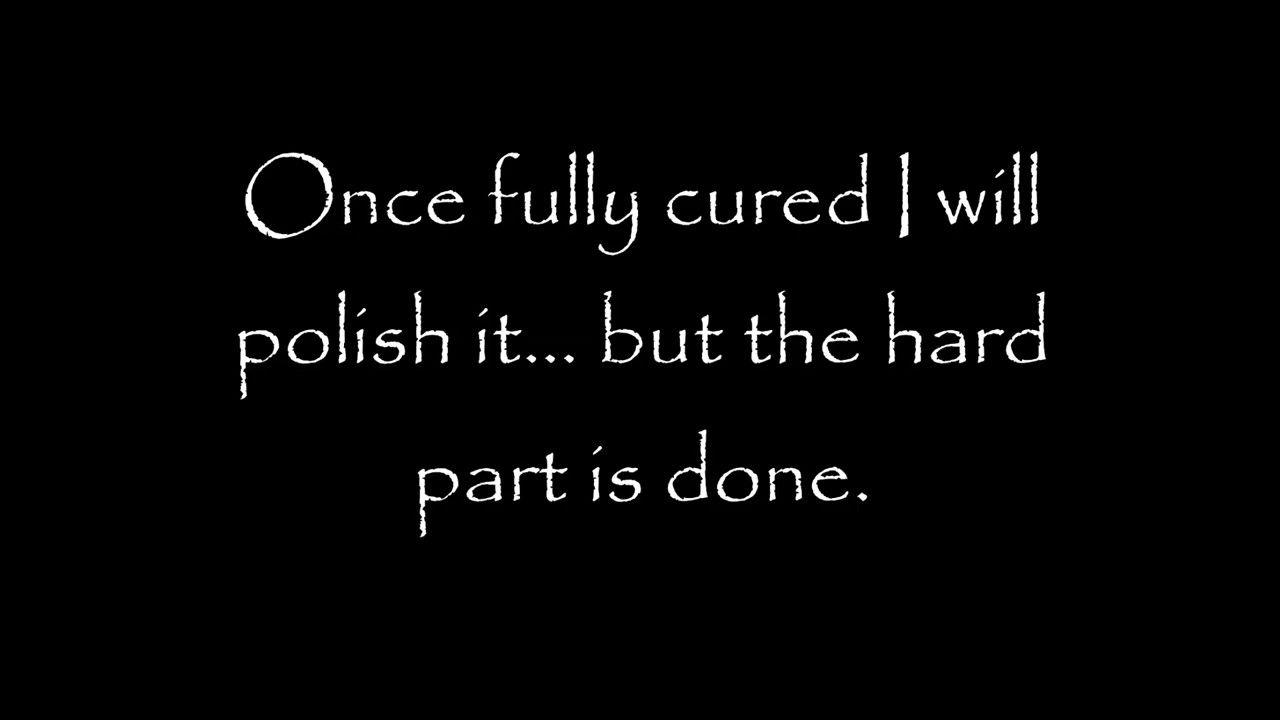 Once fully cured I will
polish it... but the hard
part is done.